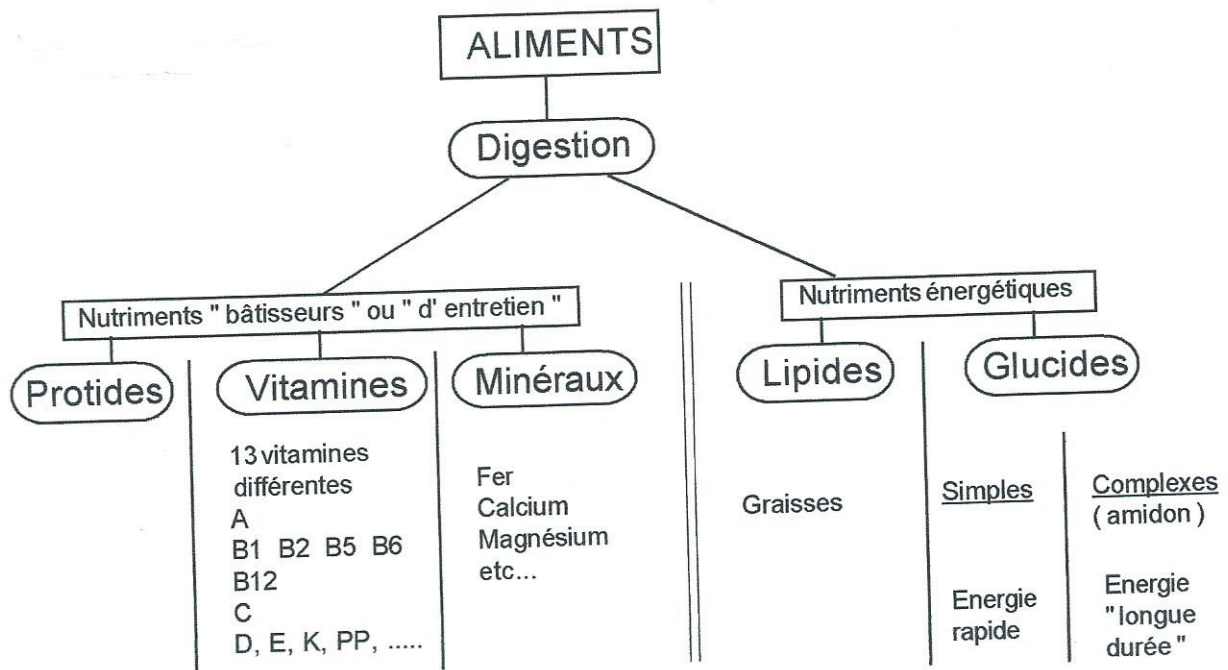 ALIMENTS
Digestion
Nutriments " bâtisseurs " ou " d' entretien "
Protides
Vitamines
Minéraux
13 vitamines
différentes
A
B1 B2 B5 B6
B12
C
D, E, K, PP, .....
Fer
Calcium
Magnésium
etc...
Nutriments énergétiques
Lipides
Glucides
Graisses
Simples
Energie
rapide
Complexes
( amidon )
Energie
" longue
durée "